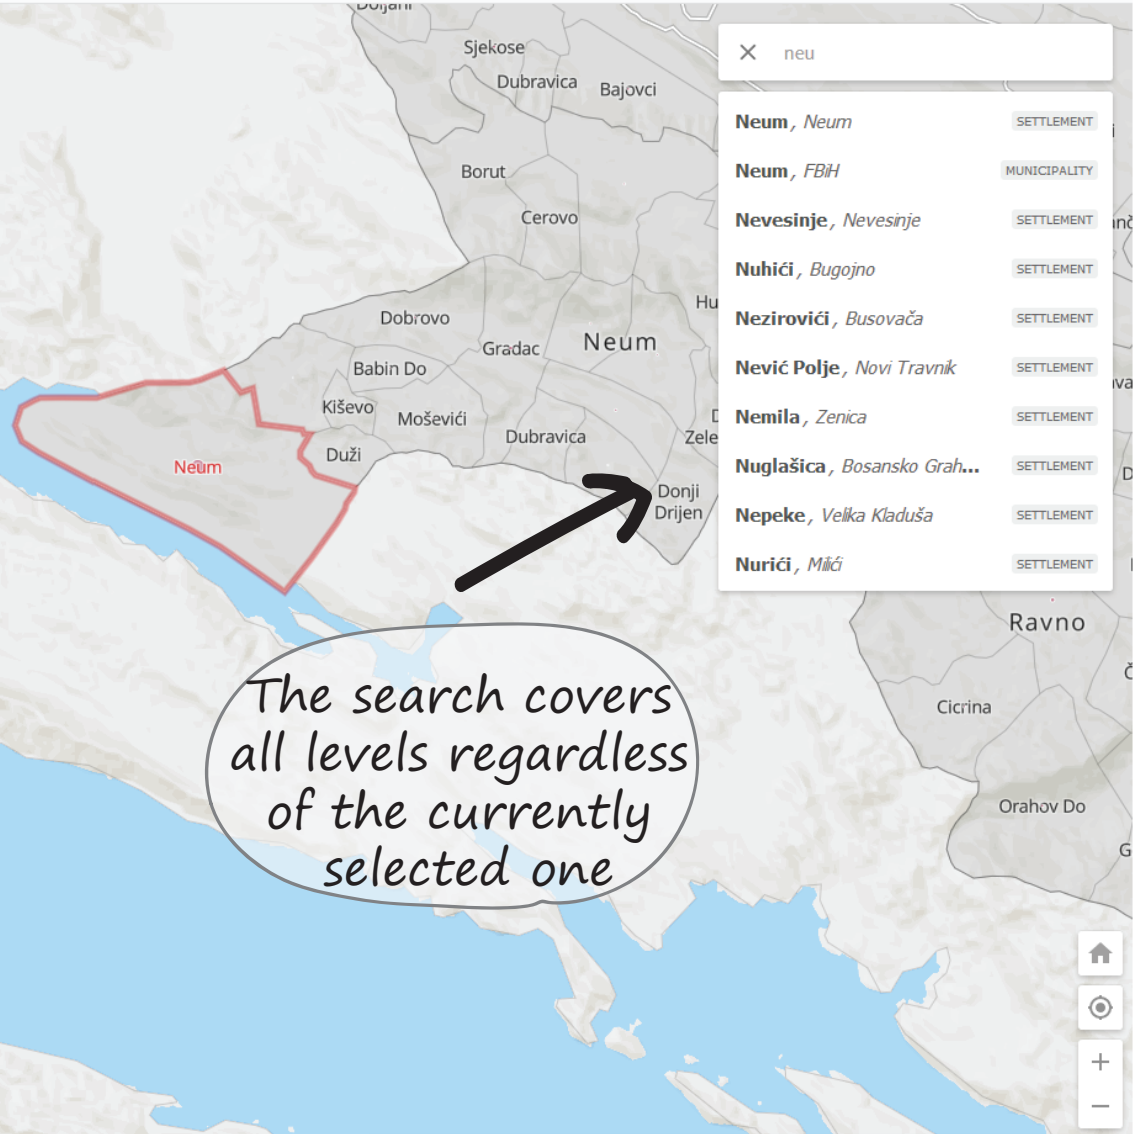 Doljani
Sjekose
Dubravica
Bajovci
Borut
Cerovo
Hu
Dobrovo
Gradac
Neum
Babin Do
Kiševo
Moševići
Dubravica
Zele
Duži
Neum
Donji
Drijen
neu
Neum, Neum SETTLEMENT
Neum, FBiH MUNICIPALITY
Nevesinje, Nevesinje SETTLEMENT
Nuhići, Bugojno SETTLEMENT
Nezirovići, Busovača SETTLEMENT
Nević Polje, Novi Travnik SETTLEMENT
Nemila, Zenica SETTLEMENT
Nuglašica, Bosansko Grah... SETTLEMENT
Nepeke, Velika Kladuša SETTLEMENT
Nurići, Milići SETTLEMENT
The search covers
all levels regardless
of the currently
selected one
Ravno
Cicrina
Orahov Do